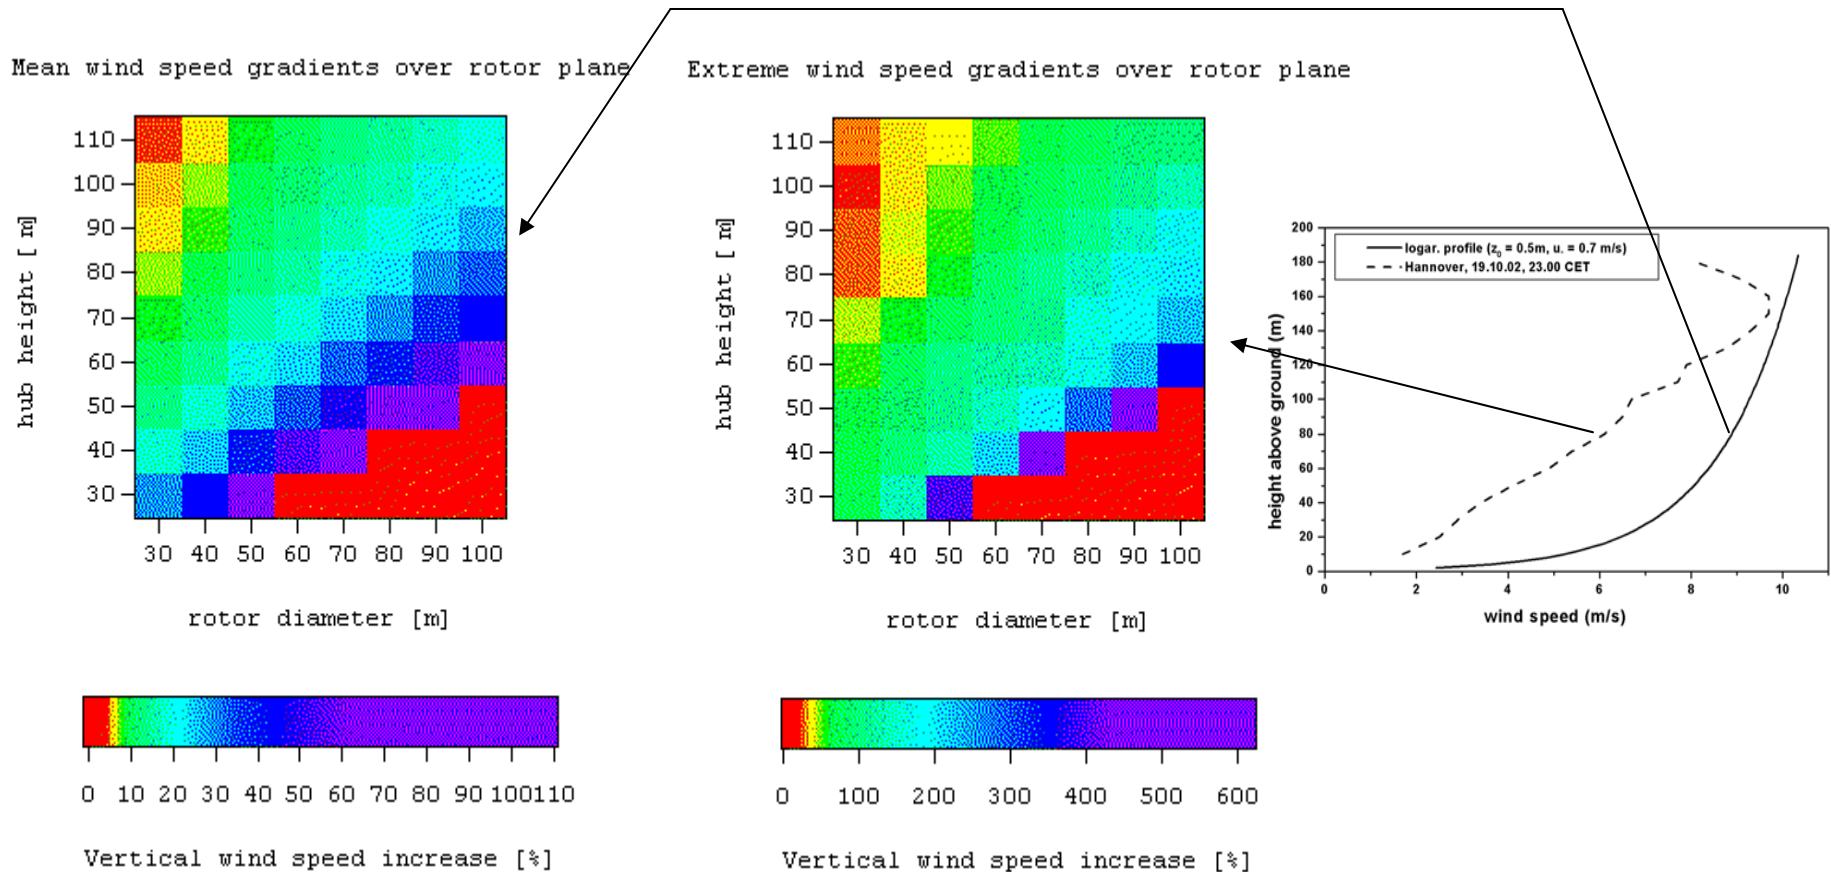 Mean wind speed gradients over rotor plane
110
100
90
80
70
60
50
40
30
hub height [m]
30 40 50 60 70 80 90 100
rotor diameter [m]
0 10 20 30 40 50 60 70 80 90 100110
Vertical wind speed increase [%]
Extreme wind speed gradients over rotor plane
110
100
90
80
70
60
50
40
30
hub height [m]
30 40 50 60 70 80 90 100
rotor diameter [m]
0 100 200 300 400 500 600
Vertical wind speed increase [%]
200
180
160
140
120
100
80
60
40
20
0
height above ground (m)
logar. profile (z0 = 0.5m, u. = 0.7 m/s)
Hannover, 19.10.02, 23.00 CET
0 2 4 6 8 10
wind speed (m/s)